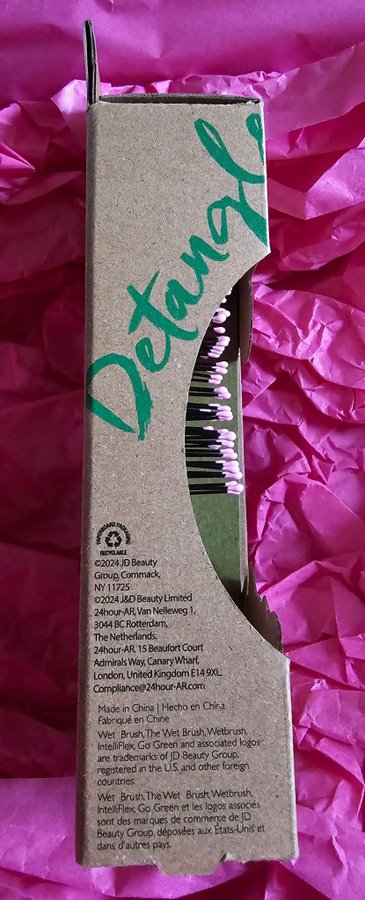 Detangle
PAPERBOARD PACKAGING
RECYCLABLE
©2024 JD Beauty
Group, Commack,
NY 11725
©2024 J&D Beauty Limited
24hour-AR, Van Nelleweg 1,
3044 BC Rotterdam,
The Netherlands.
24hour-AR, 15 Beaufort Court
Admirals Way, Canary Wharf,
London, United Kingdom E14 9XL.
Compliance@24hour-AR.com
Made in China | Hecho en China
Fabriqué en Chine
Wet Brush, The Wet Brush, Wetbrush,
IntelliFlex, Go Green and associated logos
are trademarks of JD Beauty Group,
registered in the U.S. and other foreign
countries.
Wet Brush, The Wet Brush, Wetbrush,
IntelliFlex, Go Green et les logos associés
sont des marques de commerce de JD
Beauty Group, déposées aux États-Unis et
dans d'autres pays.